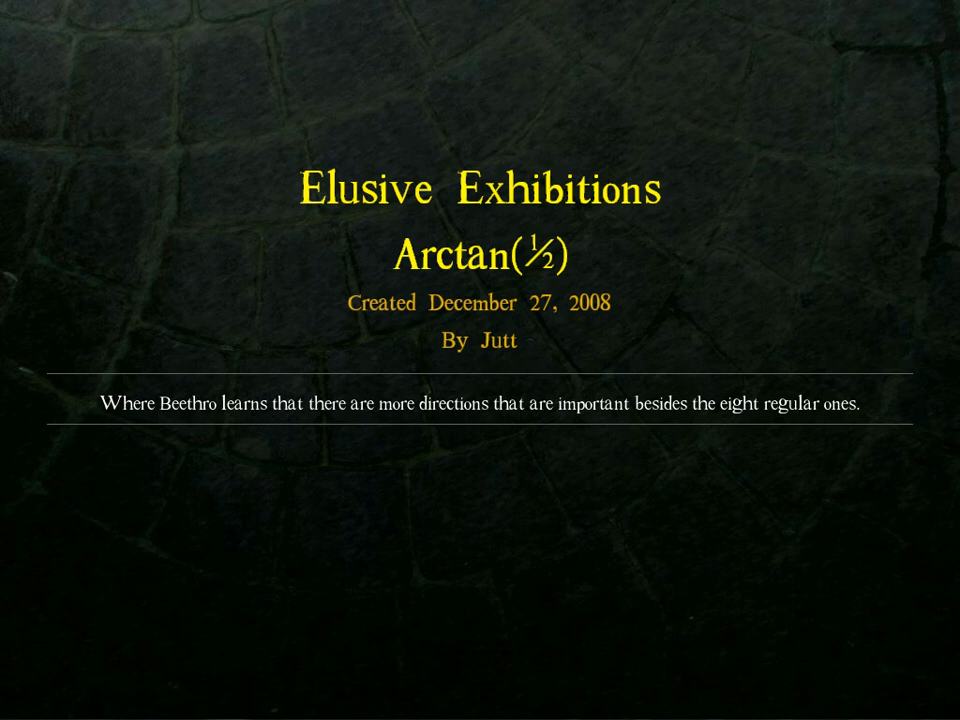 Elusive Exhibitions
Arctan(½)
Created December 27, 2008
By Jutt
Where Beethro learns that there are more directions that are important besides the eight regular ones.